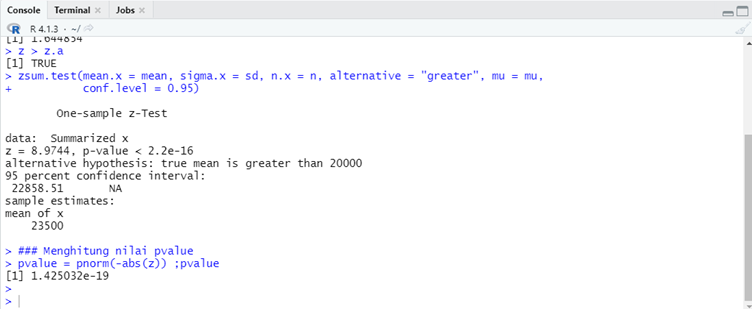 Console Terminal Jobs
R 4.1.3 · ~/
[1] 1.644854
> z > z.a
[1] TRUE
> zsum.test(mean.x = mean, sigma.x = sd, n.x = n, alternative = "greater", mu = mu,
+ conf.level = 0.95)
One-sample z-Test
data: Summarized x
z = 8.9744, p-value < 2.2e-16
alternative hypothesis: true mean is greater than 20000
95 percent confidence interval:
22858.51 NA
sample estimates:
mean of x
23500
> ### Menghitung nilai pvalue
> pvalue = pnorm(-abs(z)) ;pvalue
[1] 1.425032e-19
>
>